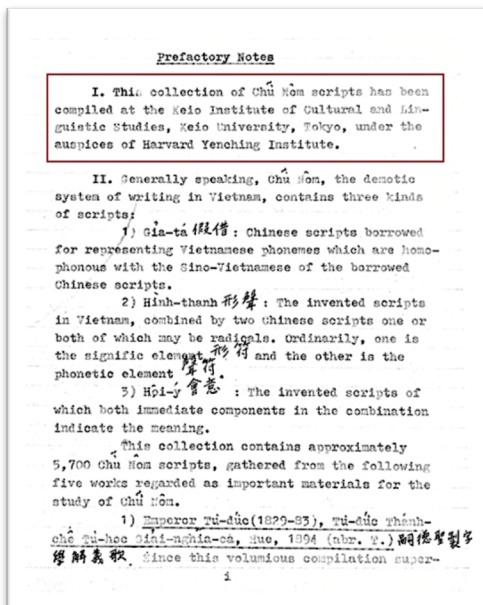 Prefactory Notes
I. This collection of Chữ Nôm scripts has been
compiled at the Keio Institute of Cultural and Lin-
guistic Studies, Keio University, Tokyo, under the
auspices of Harvard Yenching Institute.
II. Generally speaking, Chữ Nôm, the demotic
system of writing in Vietnam, contains three kinds
of scripts:
1) Gỉa-tá 假借 : Chinese scripts borrowed
for representing Vietnamese phonemes which are homo-
phonous with the Sino-Vietnamese of the borrowed
Chinese scripts.
2) Hình-thanh 形聲 : The invented scripts
in Vietnam, combined by two Chinese scripts one or
both of which may be radicals. Ordinarily, one is
the signific element 形符 and the other is the
phonetic element 聲符.
3) Hội-ý 會意 : The invented scripts of
which both immediate components in the combination
indicate the meaning.
This collection contains approximately
5,700 Chữ Nôm scripts, gathered from the following
five works regarded as important materials for the
study of Chữ Nôm.
1) Emperor Tự-đức(1829-83), Tự-đức Thánh-
chế Tự-học Giải-nghĩa-ca, Hue, 1894 (abr. T.) 嗣德聖製字
學解義歌. Since this volumious compilation super-
i